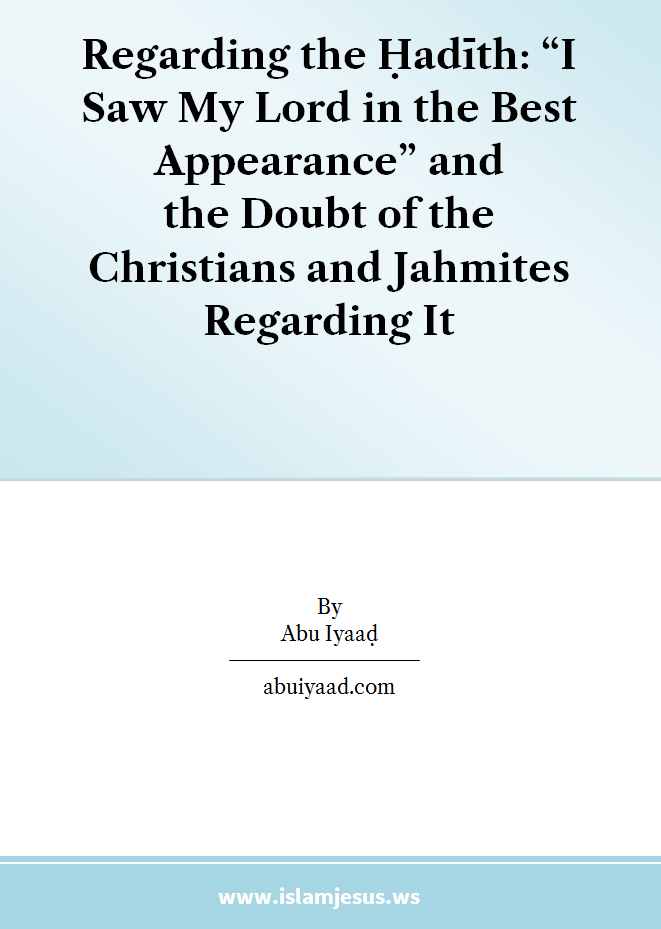 Regarding the Ḥadīth: “I
Saw My Lord in the Best
Appearance” and
the Doubt of the
Christians and Jahmites
Regarding It
By
Abu Iyaaḍ
abuiyaad.com
www.islamjesus.ws